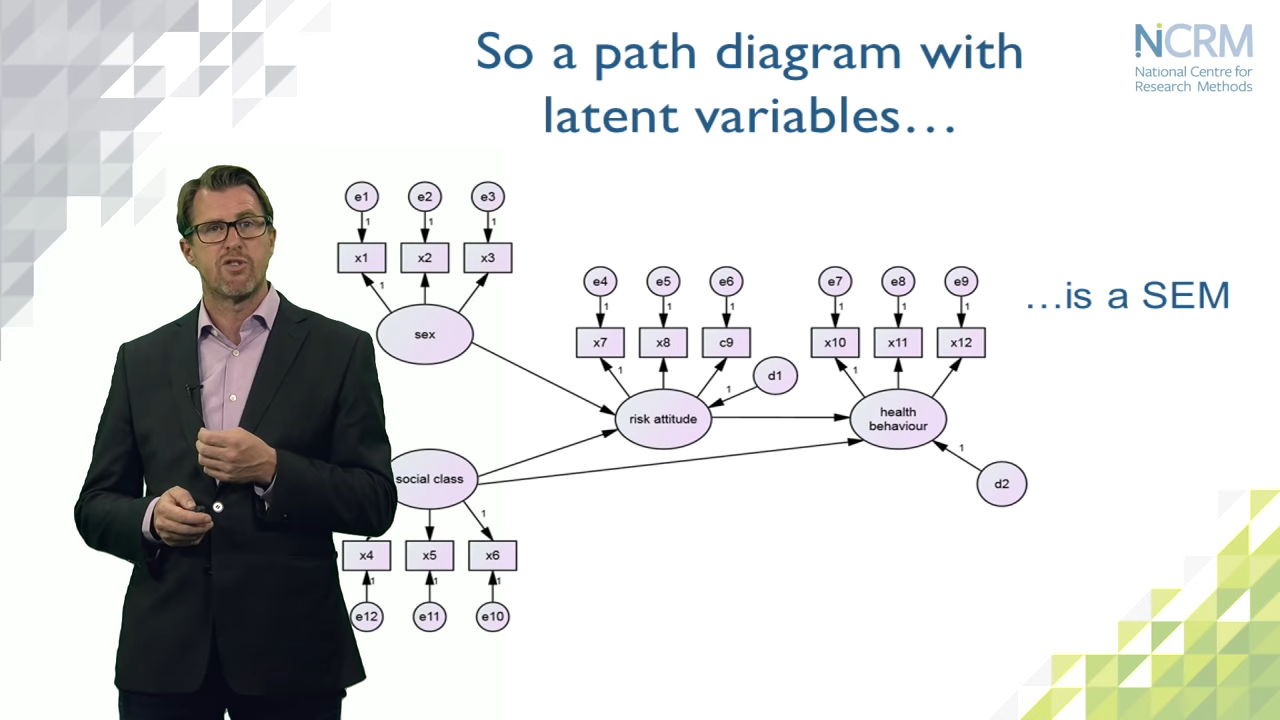 So a path diagram with
latent variables…
NCRM
National Centre for
Research Methods
e1 e2 e3
1 1 1
x1 x2 x3
1
sex
e4 e5 e6
1 1 1
x7 x8 c9
1
d1
1
risk attitude
e7 e8 e9
1 1 1
x10 x11 x12
1
health
behaviour
1
d2
…is a SEM
social class
1
x4 x5 x6
1 1 1
e12 e11 e10